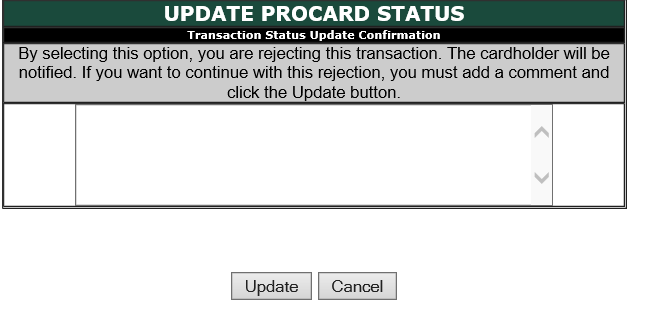 UPDATE PROCARD STATUS
Transaction Status Update Confirmation
By selecting this option, you are rejecting this transaction. The cardholder will be
notified. If you want to continue with this rejection, you must add a comment and
click the Update button.
Update Cancel